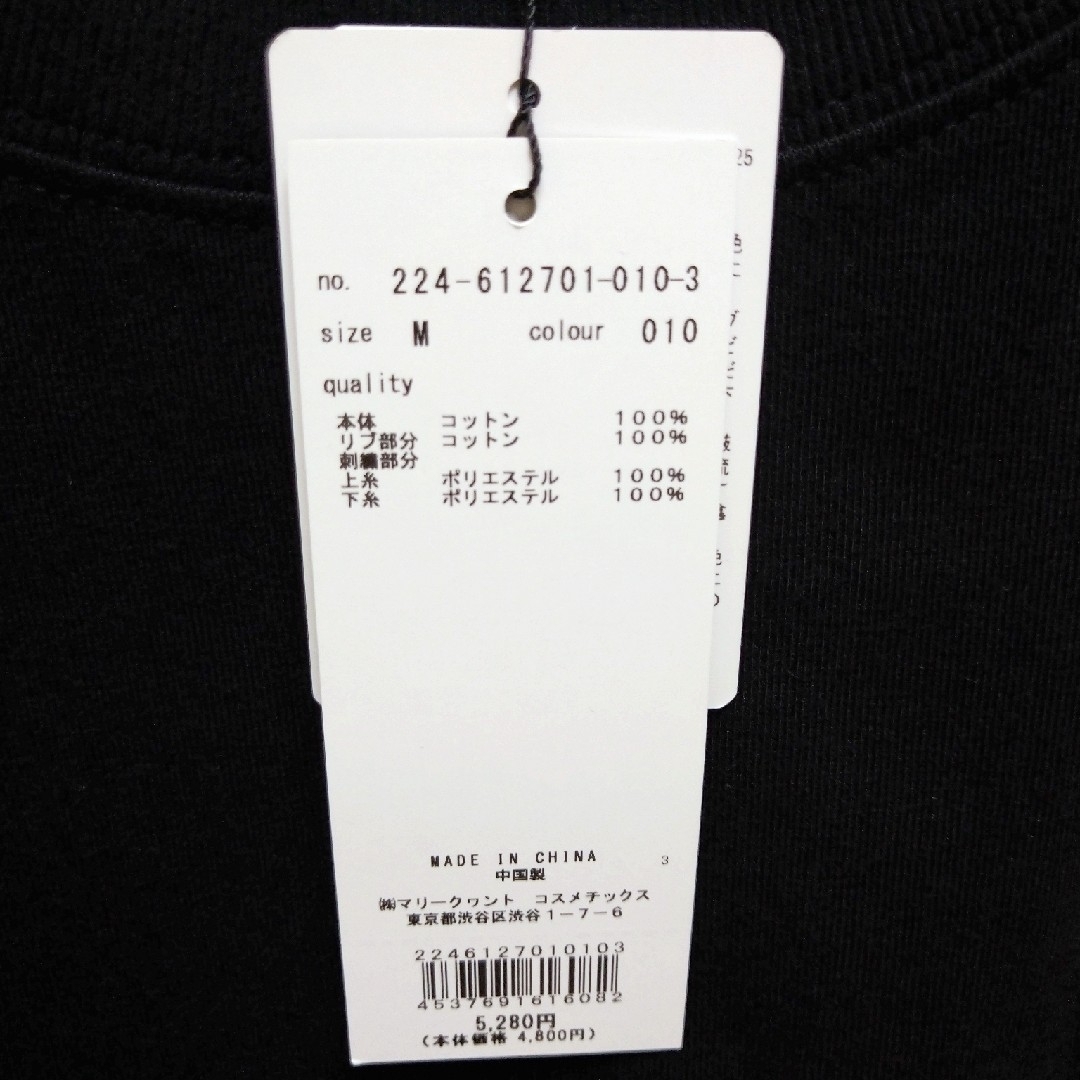 no. 224-612701-010-3
size M colour 010
quality
本体 コットン 100%
リブ部分 コットン 100%
刺繍部分
上糸 ポリエステル 100%
下糸 ポリエステル 100%
MADE IN CHINA 3
中国製
㈱マリークヮント コスメチックス
東京都渋谷区渋谷1-7-6
2246127010103
4537691616082
5,280円
(本体価格 4,800円)
25